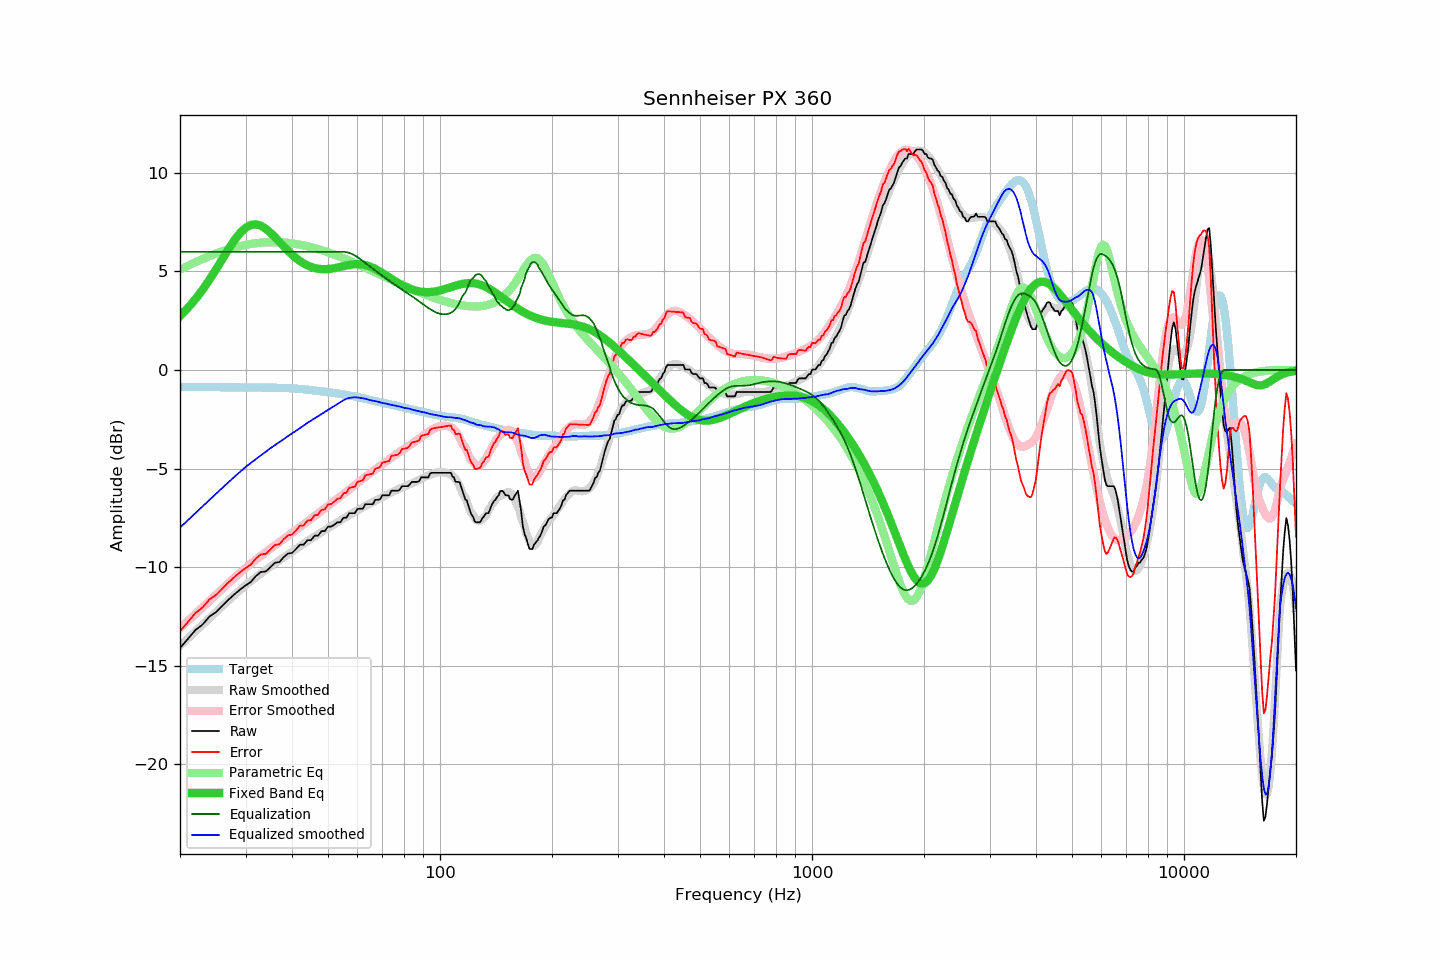 Sennheiser PX 360
Amplitude (dBr)
10
5
0
−5
−10
−15
−20
Target
Raw Smoothed
Error Smoothed
Raw
Error
Parametric Eq
Fixed Band Eq
Equalization
Equalized smoothed
100
1000
10000
Frequency (Hz)